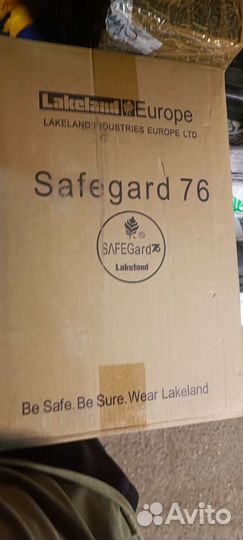 Lakeland Europe
LAKELAND INDUSTRIES EUROPE LTD
Safegard 76
®
SAFEGard76
Lakeland
Be Safe. Be Sure. Wear Lakeland
Avito